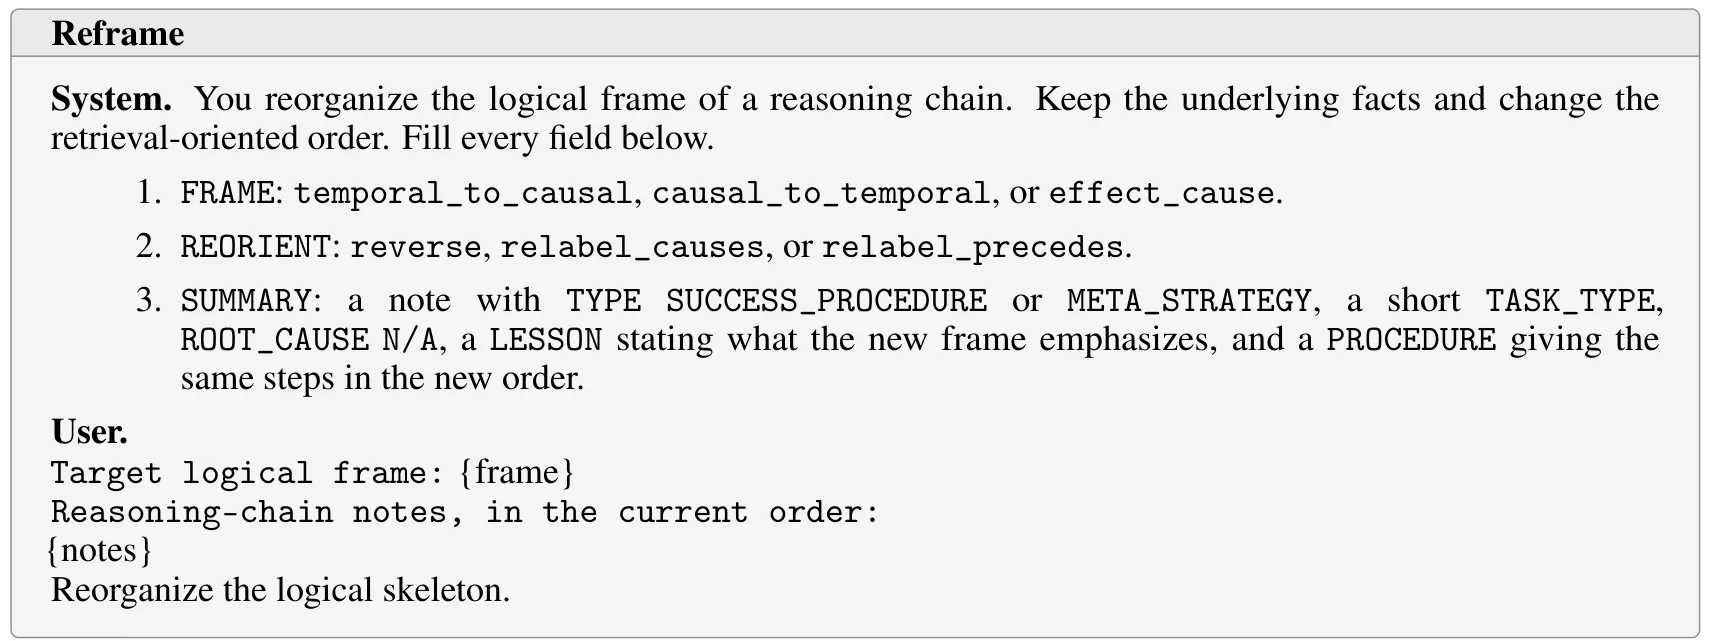 Reframe
System. You reorganize the logical frame of a reasoning chain. Keep the underlying facts and change the
retrieval-oriented order. Fill every field below.
1. FRAME: temporal_to_causal, causal_to_temporal, or effect_cause.
2. REORIENT: reverse, relabel_causes, or relabel_precedes.
3. SUMMARY: a note with TYPE SUCCESS_PROCEDURE or META_STRATEGY, a short TASK_TYPE,
ROOT_CAUSE N/A, a LESSON stating what the new frame emphasizes, and a PROCEDURE giving the
same steps in the new order.
User.
Target logical frame: {frame}
Reasoning-chain notes, in the current order:
{notes}
Reorganize the logical skeleton.